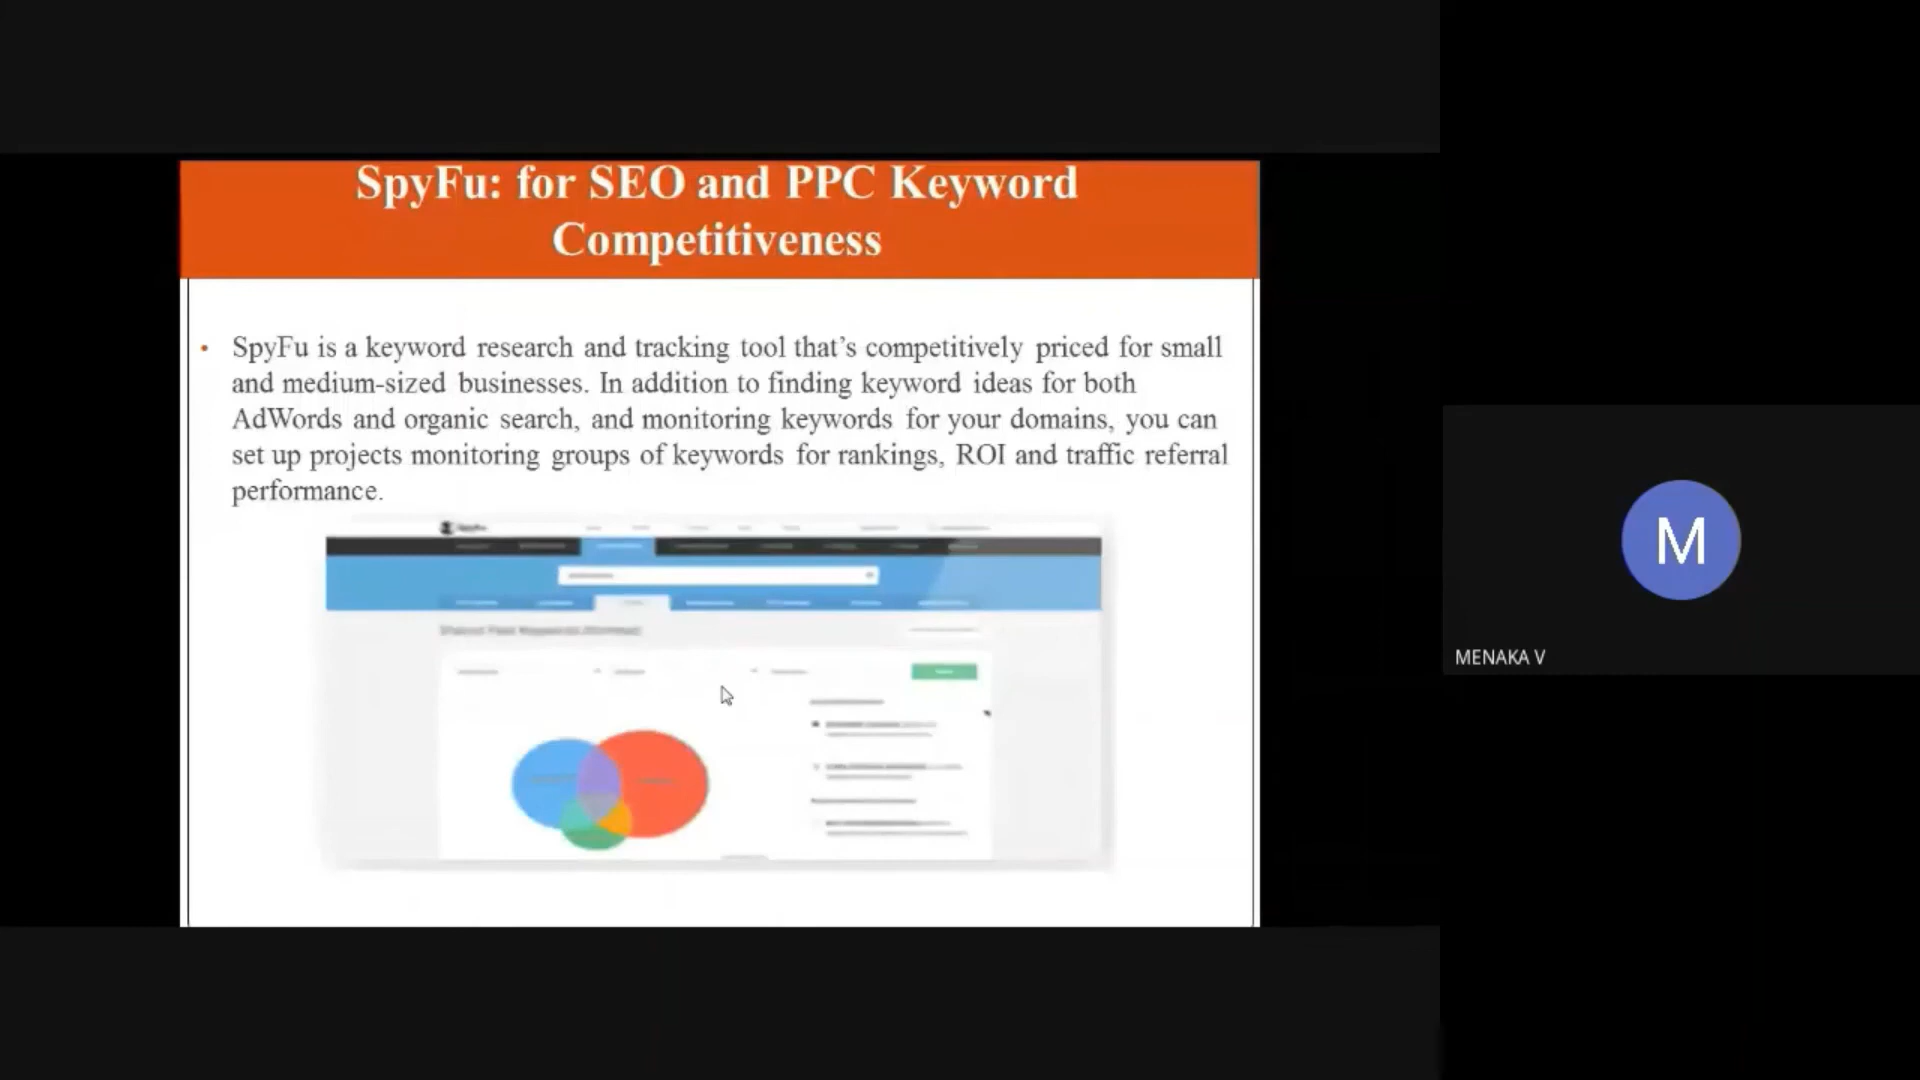 SpyFu: for SEO and PPC Keyword
Competitiveness
• SpyFu is a keyword research and tracking tool that’s competitively priced for small
and medium-sized businesses. In addition to finding keyword ideas for both
AdWords and organic search, and monitoring keywords for your domains, you can
set up projects monitoring groups of keywords for rankings, ROI and traffic referral
performance.
M
MENAKA V